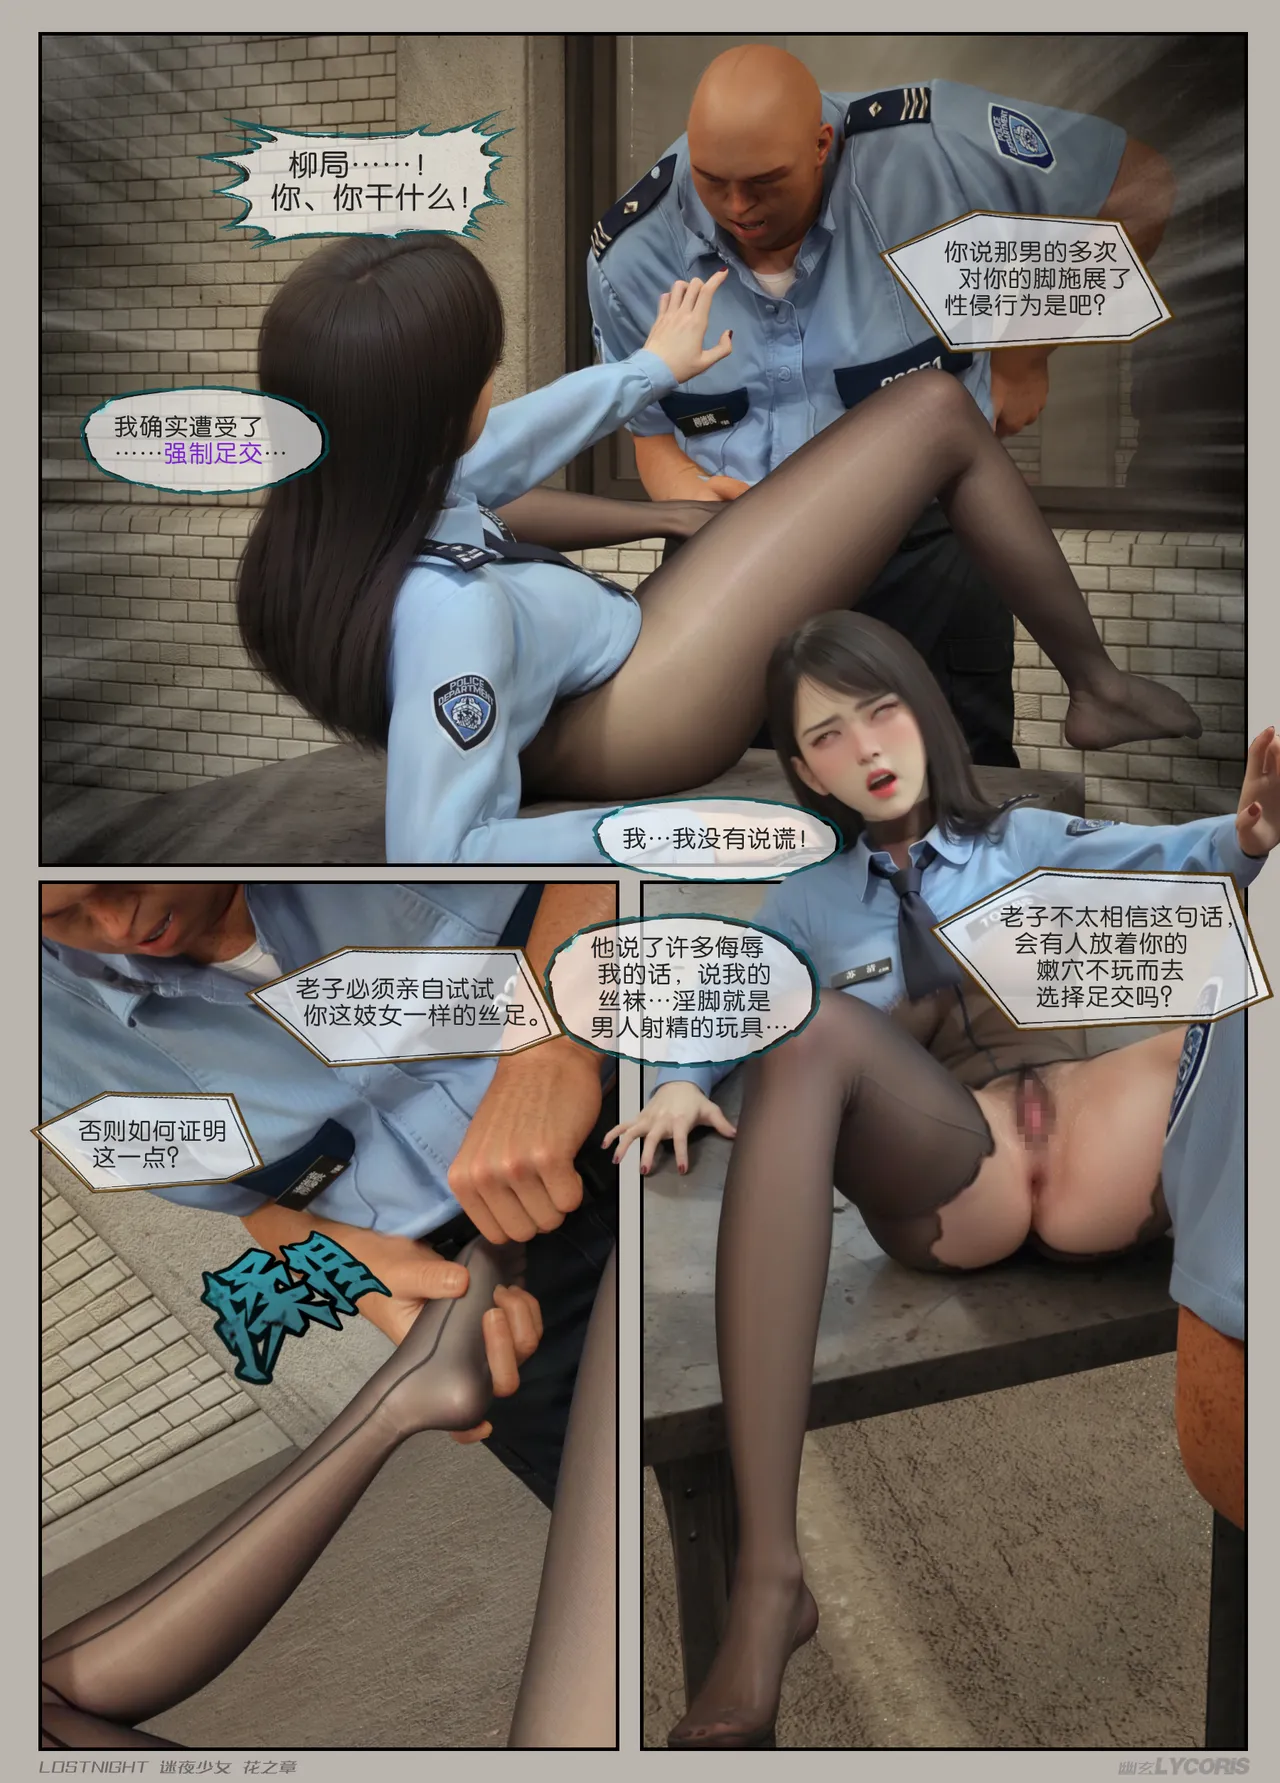 柳局……！
你、你干什么！
你说那男的多次
对你的脚施展了
性侵行为是吧？
我确实遭受了
……强制足交…
POLICE
DEPARTMENT
POLICE
DEPARTMENT
我…我没有说谎！
老子不太相信这句话，
会有人放着你的
嫩穴不玩而去
选择足交吗？
他说了许多侮辱
我的话，说我的
丝袜…淫脚就是
男人射精的玩具…
老子必须亲自试试
你这妓女一样的丝足。
否则如何证明
这一点？
揉捏
LOSTNIGHT 迷夜少女 花之章
幽玄LYCORIS